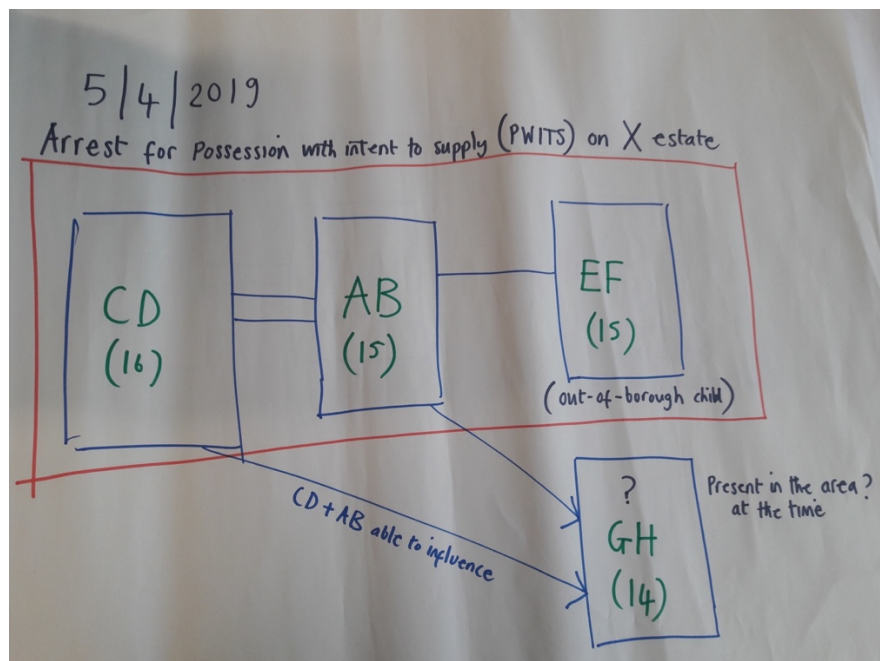 5/4/2019
Arrest for Possession with intent to supply (PWITS) on X estate
CD
(16)
AB
(15)
EF
(15)
(out-of-borough child)
CD + AB able to influence
?
GH
(14)
Present in the area?
at the time